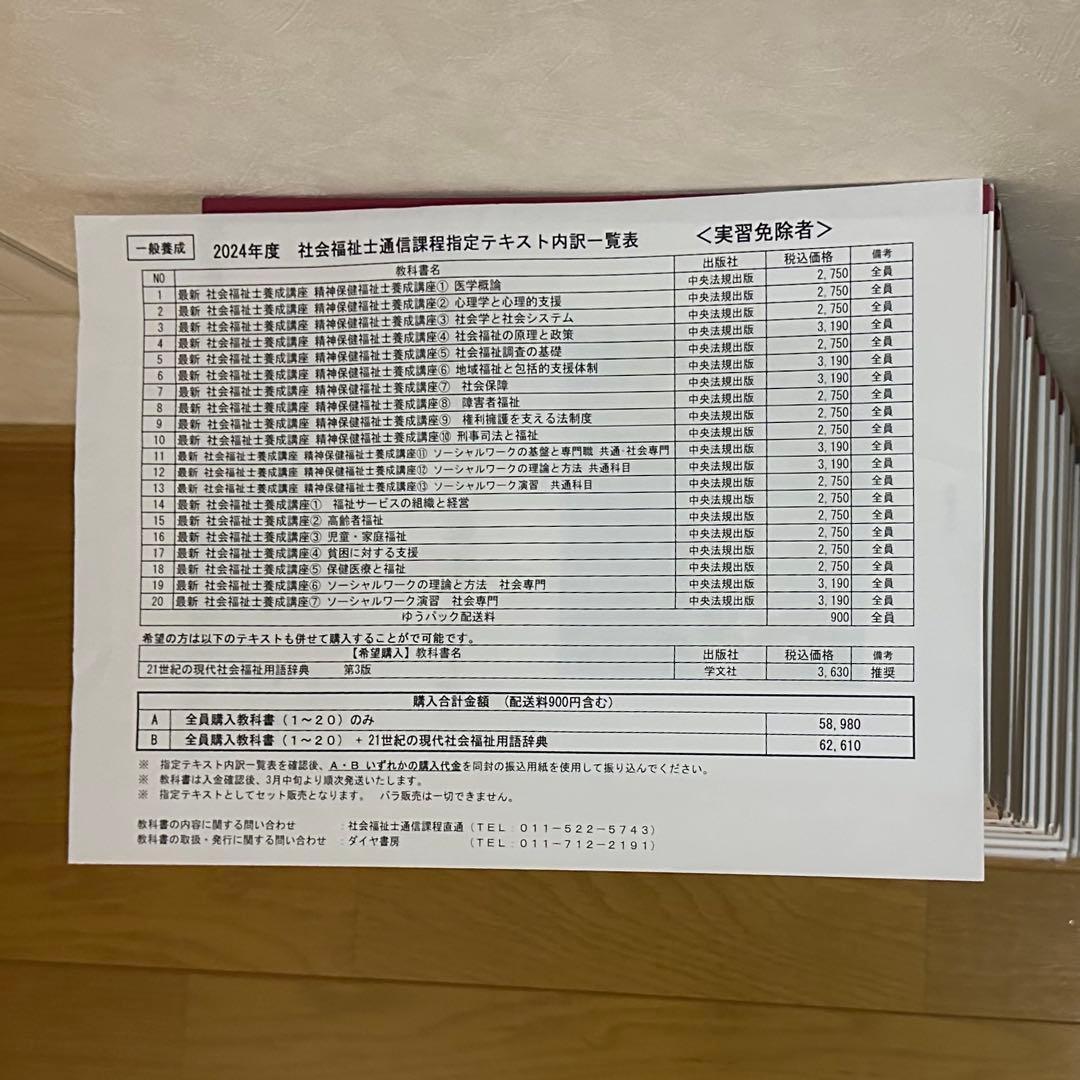 一般養成 2024年度 社会福祉士通信課程指定テキスト内訳一覧表 ＜実習免除者＞
NO 教科書名 出版社 税込価格 備考
1 最新 社会福祉士養成講座 精神保健福祉士養成講座① 医学概論 中央法規出版 2,750 全員
2 最新 社会福祉士養成講座 精神保健福祉士養成講座② 心理学と心理的支援 中央法規出版 2,750 全員
3 最新 社会福祉士養成講座 精神保健福祉士養成講座③ 社会学と社会システム 中央法規出版 2,750 全員
4 最新 社会福祉士養成講座 精神保健福祉士養成講座④ 社会福祉の原理と政策 中央法規出版 3,190 全員
5 最新 社会福祉士養成講座 精神保健福祉士養成講座⑤ 社会福祉調査の基礎 中央法規出版 2,750 全員
6 最新 社会福祉士養成講座 精神保健福祉士養成講座⑥ 地域福祉と包括的支援体制 中央法規出版 3,190 全員
7 最新 社会福祉士養成講座 精神保健福祉士養成講座⑦ 社会保障 中央法規出版 3,190 全員
8 最新 社会福祉士養成講座 精神保健福祉士養成講座⑧ 障害者福祉 中央法規出版 2,750 全員
9 最新 社会福祉士養成講座 精神保健福祉士養成講座⑨ 権利擁護を支える法制度 中央法規出版 2,750 全員
10 最新 社会福祉士養成講座 精神保健福祉士養成講座⑩ 刑事司法と福祉 中央法規出版 2,750 全員
11 最新 社会福祉士養成講座 精神保健福祉士養成講座⑪ ソーシャルワークの基盤と専門職 共通・社会専門 中央法規出版 3,190 全員
12 最新 社会福祉士養成講座 精神保健福祉士養成講座⑫ ソーシャルワークの理論と方法 共通科目 中央法規出版 3,190 全員
13 最新 社会福祉士養成講座 精神保健福祉士養成講座⑬ ソーシャルワーク演習 共通科目 中央法規出版 2,750 全員
14 最新 社会福祉士養成講座① 福祉サービスの組織と経営 中央法規出版 2,750 全員
15 最新 社会福祉士養成講座② 高齢者福祉 中央法規出版 2,750 全員
16 最新 社会福祉士養成講座③ 児童・家庭福祉 中央法規出版 2,750 全員
17 最新 社会福祉士養成講座④ 貧困に対する支援 中央法規出版 2,750 全員
18 最新 社会福祉士養成講座⑤ 保健医療と福祉 中央法規出版 2,750 全員
19 最新 社会福祉士養成講座⑥ ソーシャルワークの理論と方法 社会専門 中央法規出版 3,190 全員
20 最新 社会福祉士養成講座⑦ ソーシャルワーク演習 社会専門 中央法規出版 3,190 全員
ゆうパック配送料 900 全員
希望の方は以下のテキストも併せて購入することがで可能です。
【希望購入】教科書名 出版社 税込価格 備考
21世紀の現代社会福祉用語辞典 第3版 学文社 3,630 推奨
購入合計金額 （配送料900円含む）
A 全員購入教科書（１～２０）のみ 58,980
B 全員購入教科書（１～２０）＋21世紀の現代社会福祉用語辞典 62,610
※ 指定テキスト内訳一覧表を確認後、A・B いずれかの購入代金を同封の振込用紙を使用して振り込んでください。
※ 教科書は入金確認後、3月中旬より順次発送いたします。
※ 指定テキストとしてセット販売となります。 バラ販売は一切できません。
教科書の内容に関する問い合わせ ：社会福祉士通信課程直通（TEL：011－522－5743）
教科書の取扱・発行に関する問い合わせ ：ダイヤ書房 （TEL：011－712－2191）